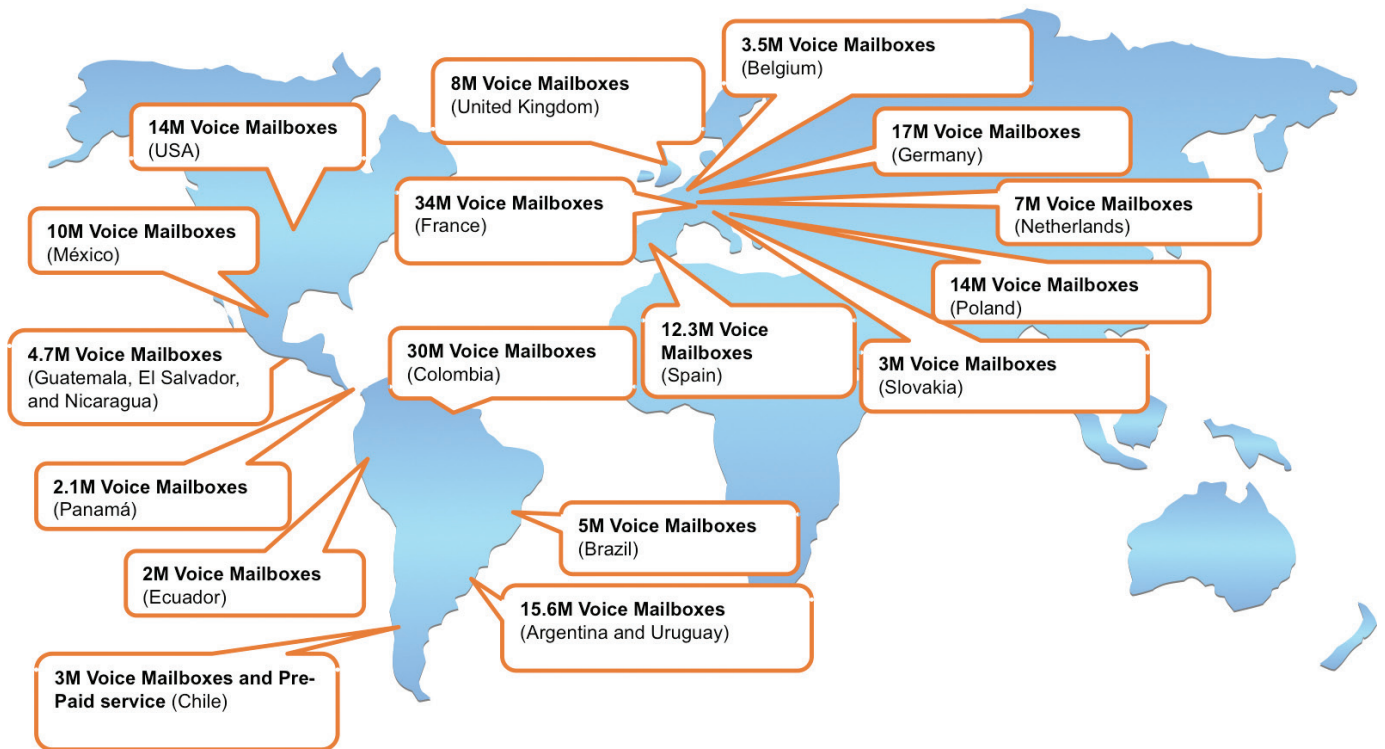 3.5M Voice Mailboxes
(Belgium)
8M Voice Mailboxes
(United Kingdom)
14M Voice Mailboxes
(USA)
17M Voice Mailboxes
(Germany)
34M Voice Mailboxes
(France)
7M Voice Mailboxes
(Netherlands)
10M Voice Mailboxes
(México)
14M Voice Mailboxes
(Poland)
12.3M Voice
Mailboxes
(Spain)
4.7M Voice Mailboxes
(Guatemala, El Salvador,
and Nicaragua)
30M Voice Mailboxes
(Colombia)
3M Voice Mailboxes
(Slovakia)
2.1M Voice Mailboxes
(Panamá)
5M Voice Mailboxes
(Brazil)
2M Voice Mailboxes
(Ecuador)
15.6M Voice Mailboxes
(Argentina and Uruguay)
3M Voice Mailboxes and Pre-
Paid service (Chile)